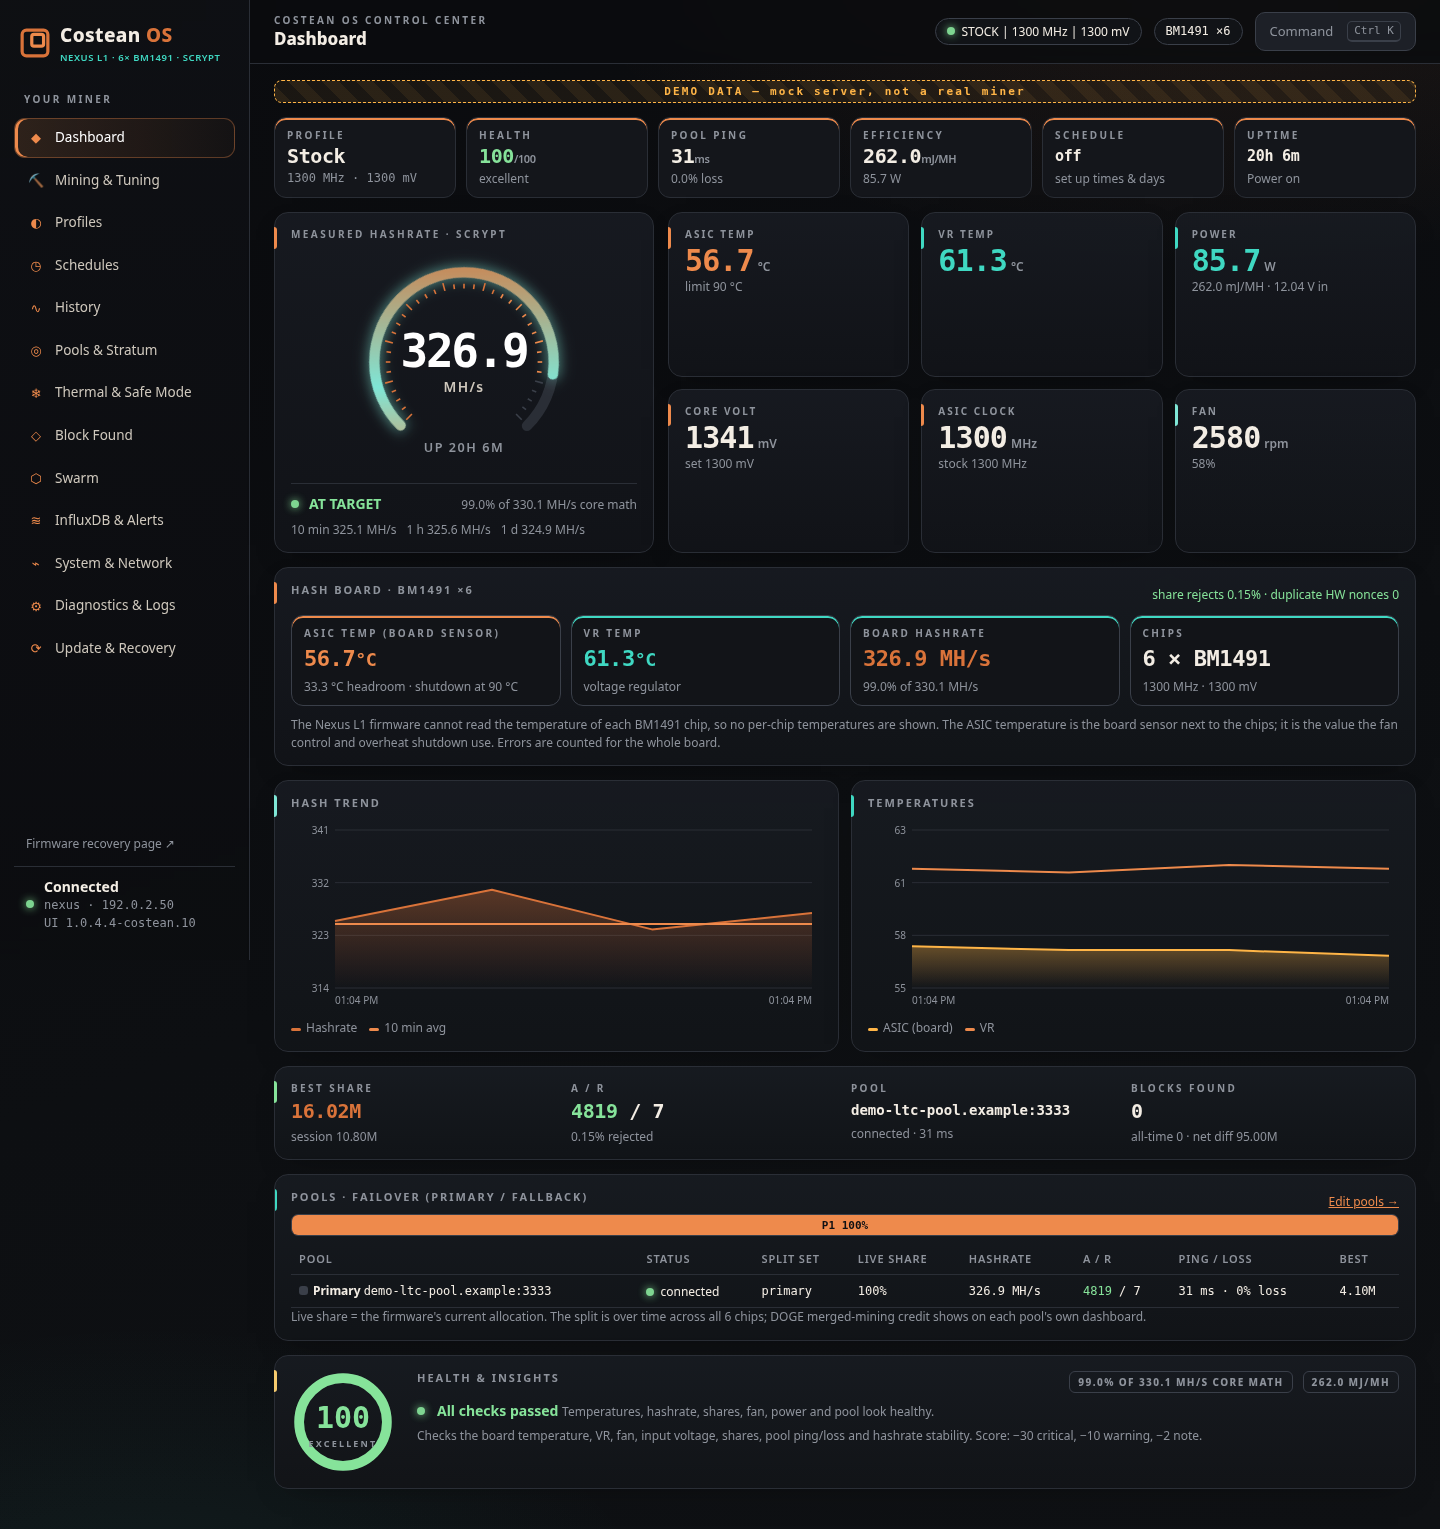 Costean OS
NEXUS L1 · 6× BM1491 · SCRYPT
YOUR MINER
Dashboard
Mining & Tuning
Profiles
Schedules
History
Pools & Stratum
Thermal & Safe Mode
Block Found
Swarm
InfluxDB & Alerts
System & Network
Diagnostics & Logs
Update & Recovery
Firmware recovery page ↗
Connected
nexus · 192.0.2.50
UI 1.0.4.4-costean.10
COSTEAN OS CONTROL CENTER
Dashboard
STOCK | 1300 MHz | 1300 mV
BM1491 ×6
Command Ctrl K
DEMO DATA — mock server, not a real miner
PROFILE
Stock
1300 MHz · 1300 mV
HEALTH
100/100
excellent
POOL PING
31ms
0.0% loss
EFFICIENCY
262.0mJ/MH
85.7 W
SCHEDULE
off
set up times & days
UPTIME
20h 6m
Power on
MEASURED HASHRATE · SCRYPT
326.9
MH/s
UP 20H 6M
AT TARGET
99.0% of 330.1 MH/s core math
10 min 325.1 MH/s 1 h 325.6 MH/s 1 d 324.9 MH/s
ASIC TEMP
56.7 °C
limit 90 °C
VR TEMP
61.3 °C
POWER
85.7 W
262.0 mJ/MH · 12.04 V in
CORE VOLT
1341 mV
set 1300 mV
ASIC CLOCK
1300 MHz
stock 1300 MHz
FAN
2580 rpm
58%
HASH BOARD · BM1491 ×6
share rejects 0.15% · duplicate HW nonces 0
ASIC TEMP (BOARD SENSOR)
56.7°C
33.3 °C headroom · shutdown at 90 °C
VR TEMP
61.3°C
voltage regulator
BOARD HASHRATE
326.9 MH/s
99.0% of 330.1 MH/s
CHIPS
6 × BM1491
1300 MHz · 1300 mV
The Nexus L1 firmware cannot read the temperature of each BM1491 chip, so no per-chip temperatures are shown. The ASIC temperature is the board sensor next to the chips; it is the value the fan
control and overheat shutdown use. Errors are counted for the whole board.
HASH TREND
341
332
323
314
01:04 PM 01:04 PM
Hashrate 10 min avg
TEMPERATURES
63
61
58
55
01:04 PM 01:04 PM
ASIC (board) VR
BEST SHARE
16.02M
session 10.80M
A / R
4819 / 7
0.15% rejected
POOL
demo-ltc-pool.example:3333
connected · 31 ms
BLOCKS FOUND
0
all-time 0 · net diff 95.00M
POOLS · FAILOVER (PRIMARY / FALLBACK)
Edit pools →
P1 100%
POOL STATUS SPLIT SET LIVE SHARE HASHRATE A / R PING / LOSS BEST
Primary demo-ltc-pool.example:3333 connected primary 100% 326.9 MH/s 4819 / 7 31 ms · 0% loss 4.10M
Live share = the firmware's current allocation. The split is over time across all 6 chips; DOGE merged-mining credit shows on each pool's own dashboard.
100
EXCELLENT
HEALTH & INSIGHTS
99.0% OF 330.1 MH/S CORE MATH
262.0 MJ/MH
All checks passed Temperatures, hashrate, shares, fan, power and pool look healthy.
Checks the board temperature, VR, fan, input voltage, shares, pool ping/loss and hashrate stability. Score: −30 critical, −10 warning, −2 note.